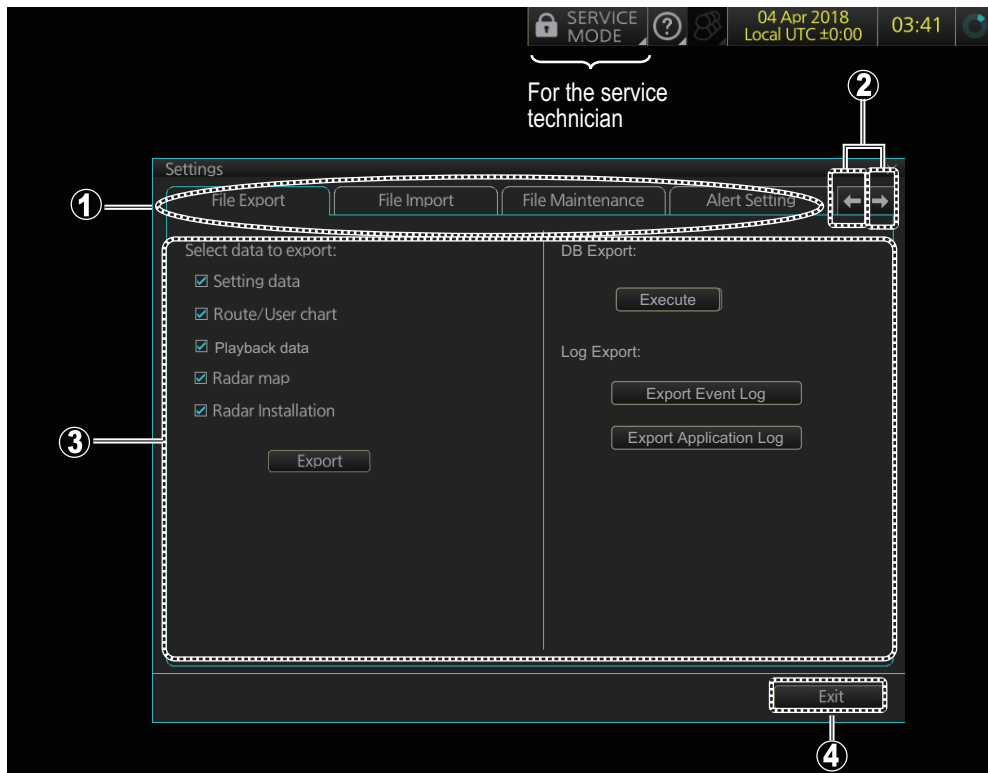 SERVICE
MODE
?
04 Apr 2018
Local UTC ±0:00
03:41
For the service
technician
2
Settings
1
File Export
File Import
File Maintenance
Alert Setting
Select data to export:
Setting data
Route/User chart
Playback data
Radar map
Radar Installation
Export
DB Export:
Execute
Log Export:
Export Event Log
Export Application Log
3
Exit
4